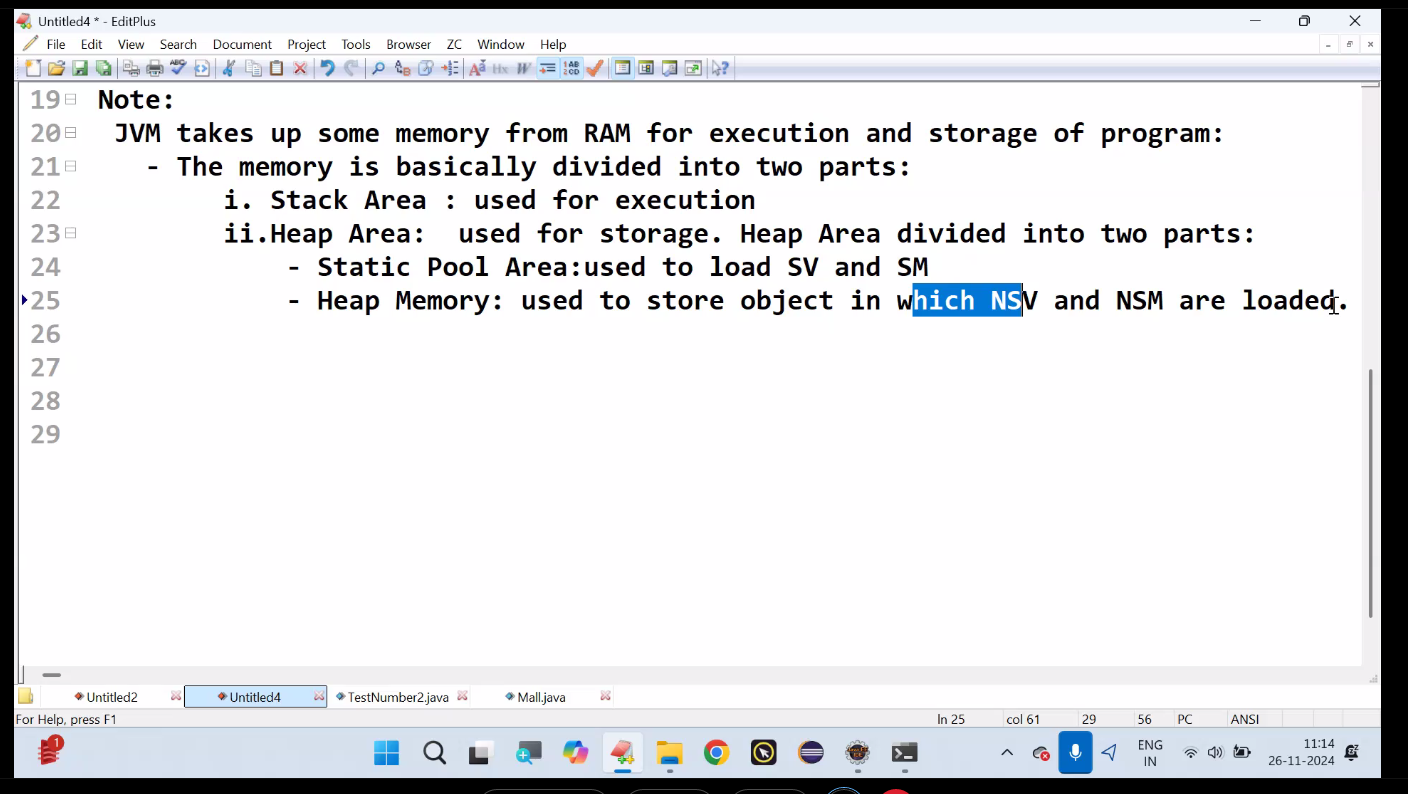 Untitled4 * - EditPlus
File Edit View Search Document Project Tools Browser ZC Window Help
19 Note:
20 JVM takes up some memory from RAM for execution and storage of program:
21 - The memory is basically divided into two parts:
22 i. Stack Area : used for execution
23 ii.Heap Area: used for storage. Heap Area divided into two parts:
24 - Static Pool Area:used to load SV and SM
25 - Heap Memory: used to store object in which NSV and NSM are loaded.
26
27
28
29
Untitled2 Untitled4 TestNumber2.java Mall.java
For Help, press F1 ln 25 col 61 29 56 PC ANSI
1 ENG 11:14
IN 26-11-2024